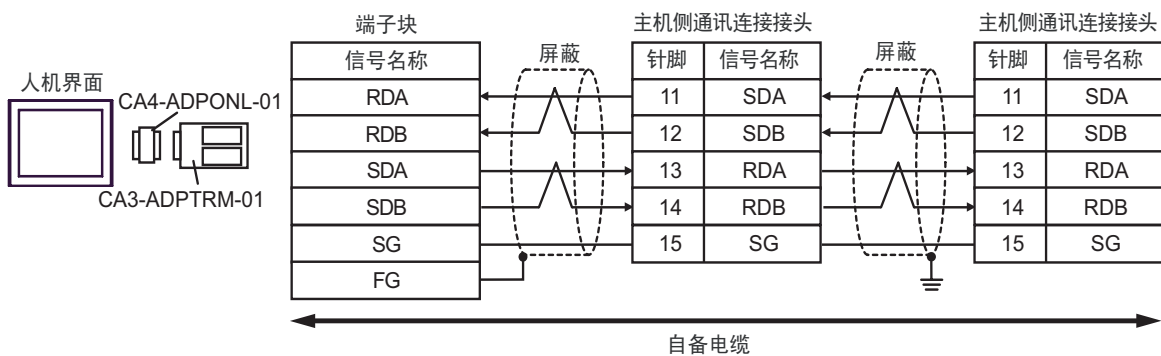 端子块 主机侧通讯连接接头 主机侧通讯连接接头
信号名称 屏蔽 针脚 信号名称 屏蔽 针脚 信号名称
人机界面
CA4-ADPONL-01
CA3-ADPTRM-01
RDA 11 SDA 11 SDA
RDB 12 SDB 12 SDB
SDA 13 RDA 13 RDA
SDB 14 RDB 14 RDB
SG 15 SG 15 SG
FG
自备电缆